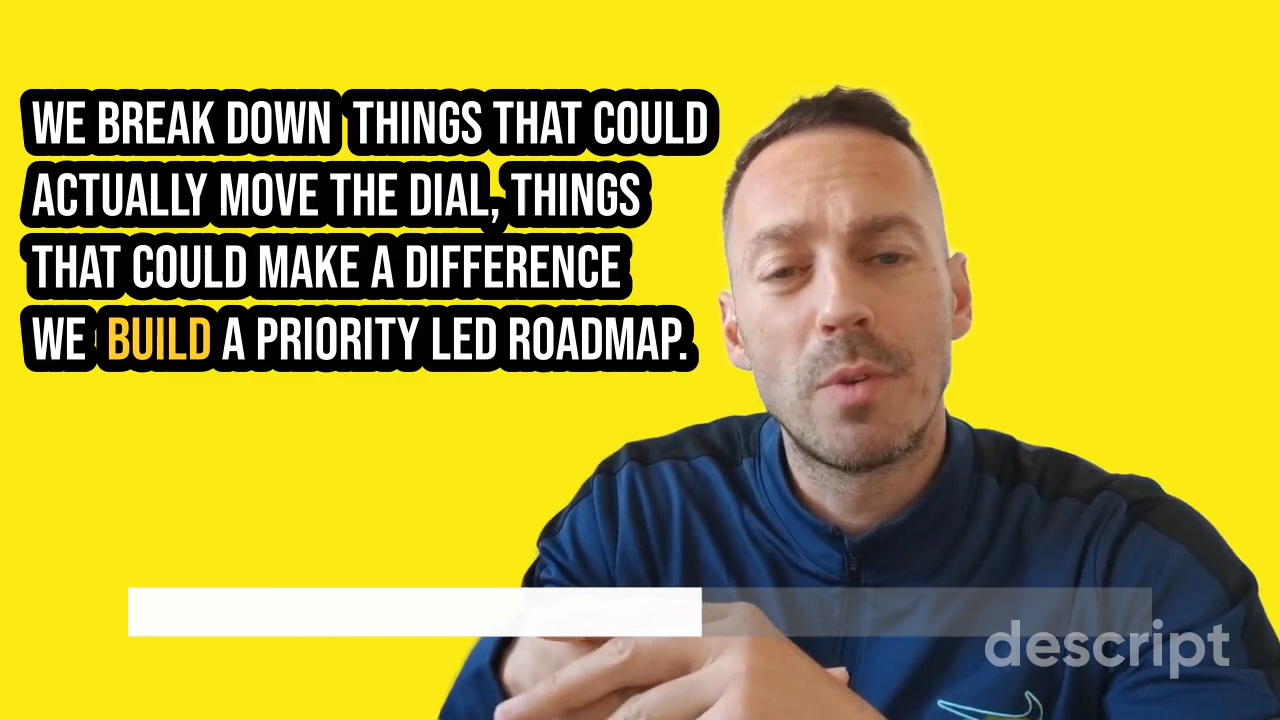 WE BREAK DOWN THINGS THAT COULD
ACTUALLY MOVE THE DIAL, THINGS
THAT COULD MAKE A DIFFERENCE
WE BUILD A PRIORITY LED ROADMAP.
descript